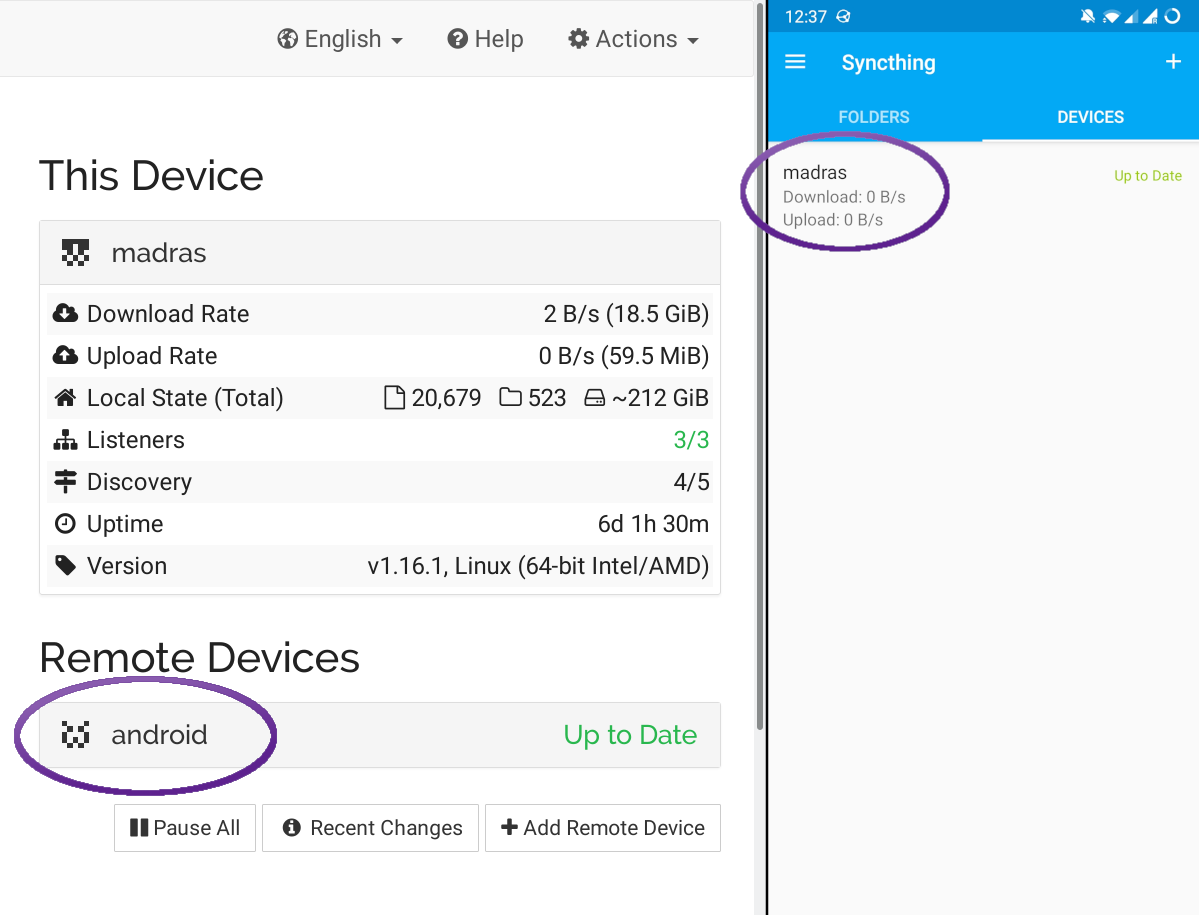 English Help Actions
This Device
madras
Download Rate 2 B/s (18.5 GiB)
Upload Rate 0 B/s (59.5 MiB)
Local State (Total) 20,679 523 ~212 GiB
Listeners 3/3
Discovery 4/5
Uptime 6d 1h 30m
Version v1.16.1, Linux (64-bit Intel/AMD)
Remote Devices
android Up to Date
Pause All Recent Changes Add Remote Device
12:37
Syncthing
FOLDERS DEVICES
madras Up to Date
Download: 0 B/s
Upload: 0 B/s